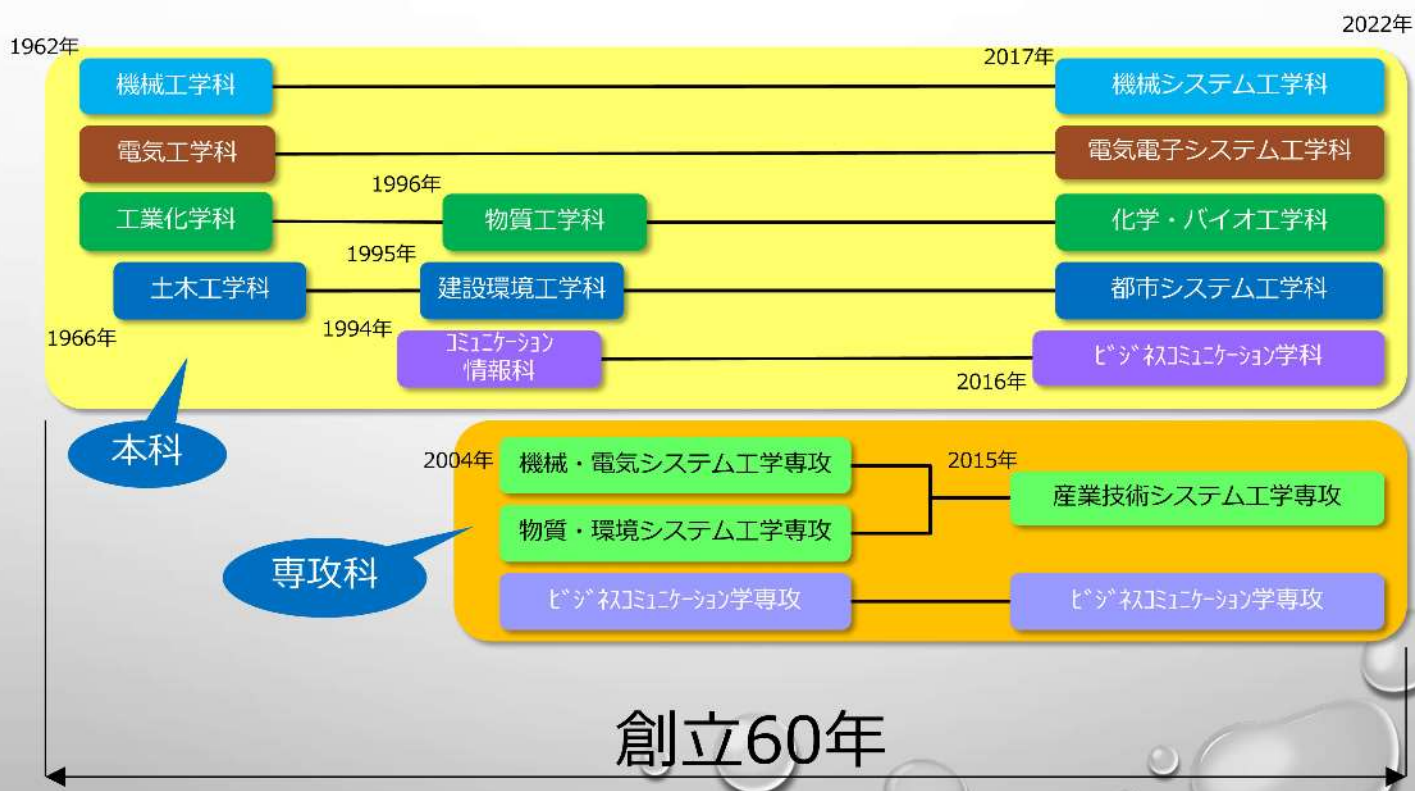 2022年
1962年
2017年
機械工学科
機械システム工学科
電気工学科
電気電子システム工学科
1996年
工業化学科
物質工学科
化学・バイオ工学科
1995年
土木工学科
建設環境工学科
都市システム工学科
1966年
1994年
ｺﾐｭﾆｹｰｼｮﾝ
情報科
ﾋﾞｼﾞﾈｽｺﾐｭﾆｹｰｼｮﾝ学科
2016年
本科
2004年
機械・電気システム工学専攻
2015年
産業技術システム工学専攻
物質・環境システム工学専攻
専攻科
ﾋﾞｼﾞﾈｽｺﾐｭﾆｹｰｼｮﾝ学専攻
ﾋﾞｼﾞﾈｽｺﾐｭﾆｹｰｼｮﾝ学専攻
創立60年